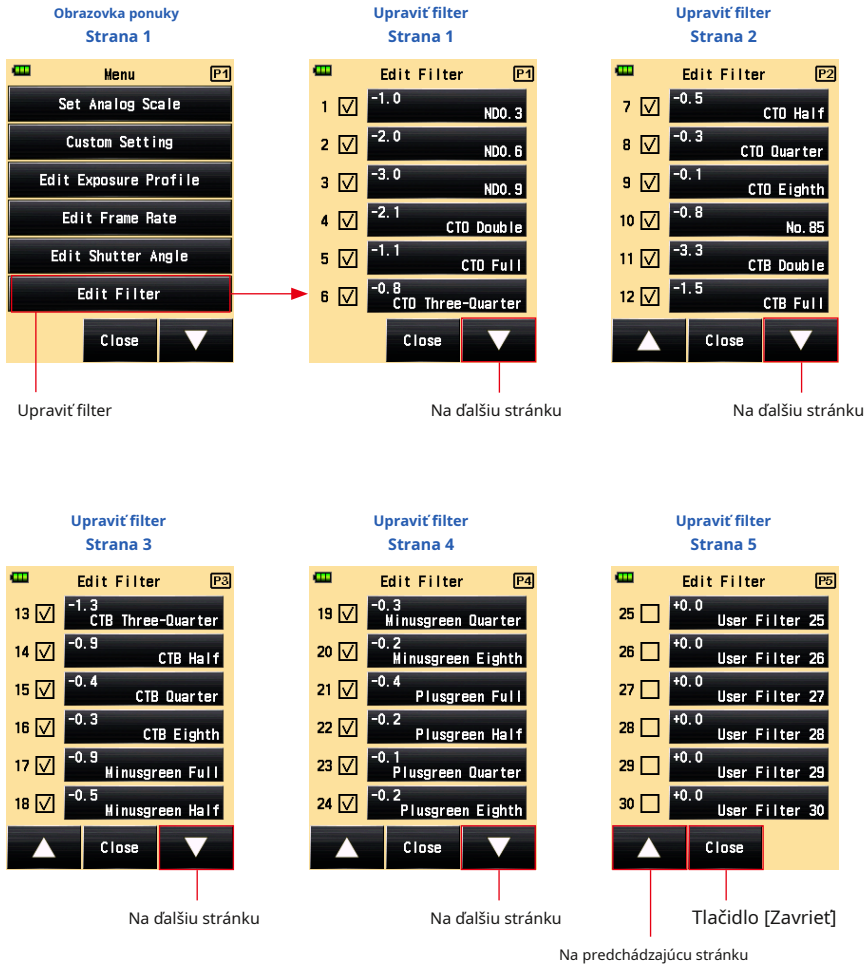 Obrazovka ponuky
Strana 1
Menu P1
Set Analog Scale
Custom Setting
Edit Exposure Profile
Edit Frame Rate
Edit Shutter Angle
Edit Filter
Close
Upraviť filter
Upraviť filter
Strana 1
Edit Filter P1
1 -1.0 ND0.3
2 -2.0 ND0.6
3 -3.0 ND0.9
4 -2.1 CTO Double
5 -1.1 CTO Full
6 -0.8 CTO Three-Quarter
Close
Na ďalšiu stránku
Upraviť filter
Strana 2
Edit Filter P2
7 -0.5 CTO Half
8 -0.3 CTO Quarter
9 -0.1 CTO Eighth
10 -0.8 No.85
11 -3.3 CTB Double
12 -1.5 CTB Full
Close
Na ďalšiu stránku
Upraviť filter
Strana 3
Edit Filter P3
13 -1.3 CTB Three-Quarter
14 -0.9 CTB Half
15 -0.4 CTB Quarter
16 -0.3 CTB Eighth
17 -0.9 Minusgreen Full
18 -0.5 Minusgreen Half
Close
Na ďalšiu stránku
Upraviť filter
Strana 4
Edit Filter P4
19 -0.3 Minusgreen Quarter
20 -0.2 Minusgreen Eighth
21 -0.4 Plusgreen Full
22 -0.2 Plusgreen Half
23 -0.1 Plusgreen Quarter
24 -0.2 Plusgreen Eighth
Close
Na ďalšiu stránku
Upraviť filter
Strana 5
Edit Filter P5
25 +0.0 User Filter 25
26 +0.0 User Filter 26
27 +0.0 User Filter 27
28 +0.0 User Filter 28
29 +0.0 User Filter 29
30 +0.0 User Filter 30
Close
Tlačidlo [Zavrieť]
Na predchádzajúcu stránku